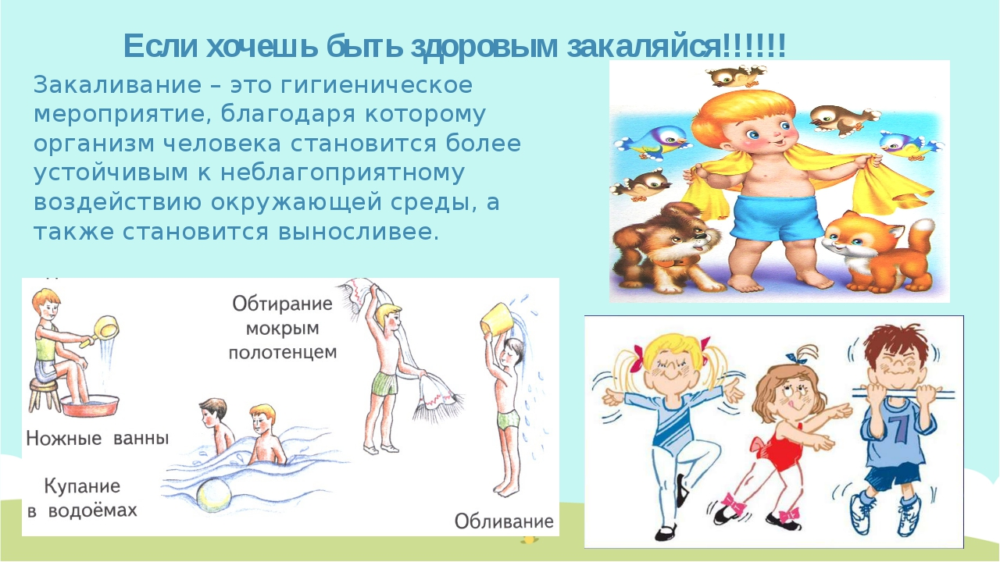 Если хочешь быть здоровым закаляйся!!!!!!
Закаливание – это гигиеническое
мероприятие, благодаря которому
организм человека становится более
устойчивым к неблагоприятному
воздействию окружающей среды, а
также становится выносливее.
Обтирание
мокрым
полотенцем
Ножные ванны
Купание
в водоёмах
Обливание
7